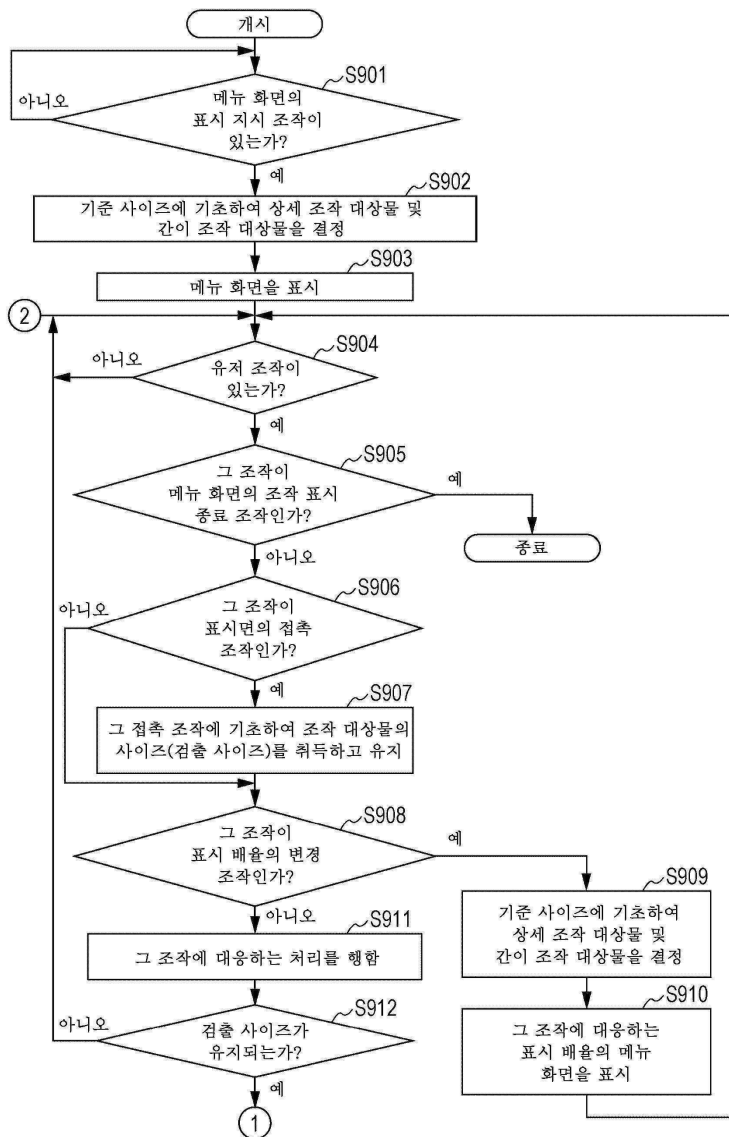 개시
S901
아니오
메뉴 화면의
표시 지시 조작이
있는가?
예
S902
기준 사이즈에 기초하여 상세 조작 대상물 및
간이 조작 대상물을 결정
S903
메뉴 화면을 표시
2
S904
아니오
유저 조작이
있는가?
예
S905
그 조작이
메뉴 화면의 조작 표시
종료 조작인가?
예
종료
아니오
S906
아니오
그 조작이
표시면의 접촉
조작인가?
예
S907
그 접촉 조작에 기초하여 조작 대상물의
사이즈(검출 사이즈)를 취득하고 유지
S908
그 조작이
표시 배율의 변경
조작인가?
예
S909
기준 사이즈에 기초하여
상세 조작 대상물 및
간이 조작 대상물을 결정
아니오
S911
그 조작에 대응하는 처리를 행함
S910
그 조작에 대응하는
표시 배율의 메뉴
화면을 표시
S912
아니오
검출 사이즈가
유지되는가?
예
1